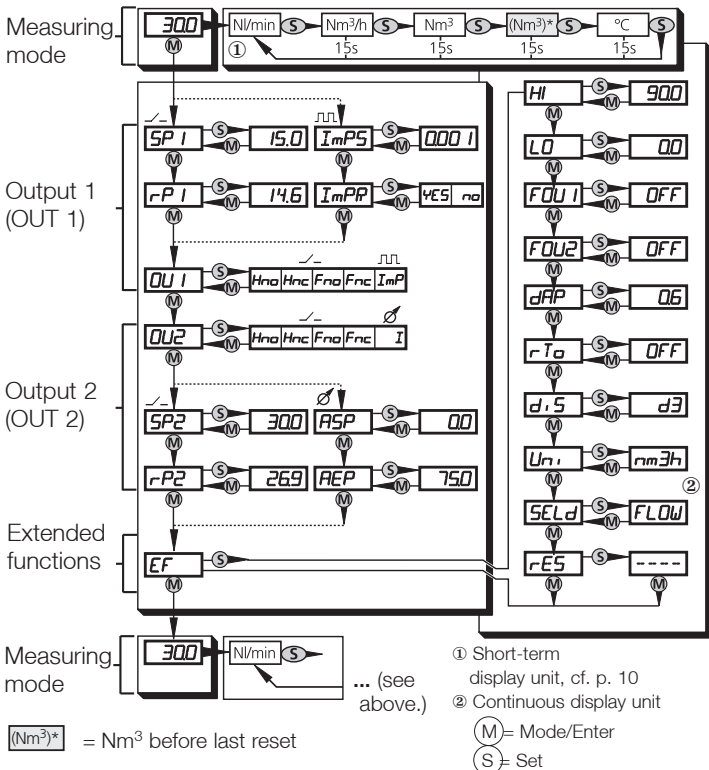 Measuring mode
30.0
M
Nl/min S Nm³/h S Nm³ S (Nm³)* S °C S
① 15s 15s 15s 15s
Output 1 (OUT 1)
SP1 S M 15.0 ImPS S M 0.001
M M
rP1 S M 14.6 ImPR S M YES no
M M
OU1 S M Hno Hnc Fno Fnc ImP
M
Output 2 (OUT 2)
OU2 S M Hno Hnc Fno Fnc I
M
SP2 S M 30.0 ASP S M 0.0
M M
rP2 S M 26.9 AEP S M 75.0
M M
Extended functions
EF S
M
HI S M 90.0
M
LO S M 0.0
M
FOU1 S M OFF
M
FOU2 S M OFF
M
dAP S M 0.6
M
rTo S M OFF
M
diS S M d3
M
Uni S M nm3h
M ②
SELd S M FLOW
M
rES S ----
M M
Measuring mode
30.0
Nl/min S
... (see above.)
(Nm³)* = Nm³ before last reset
① Short-term
display unit, cf. p. 10
② Continuous display unit
M = Mode/Enter
S = Set